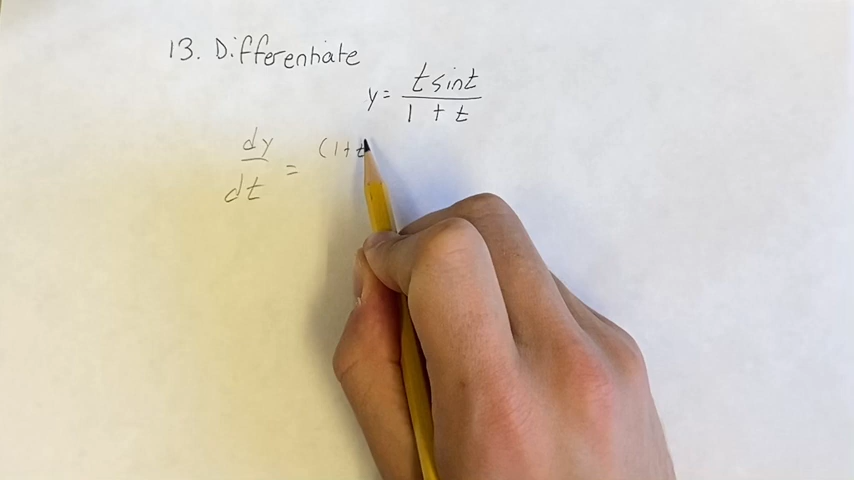 13. Differentiate
y = t sin t / 1 + t
dy/dt = (1+t